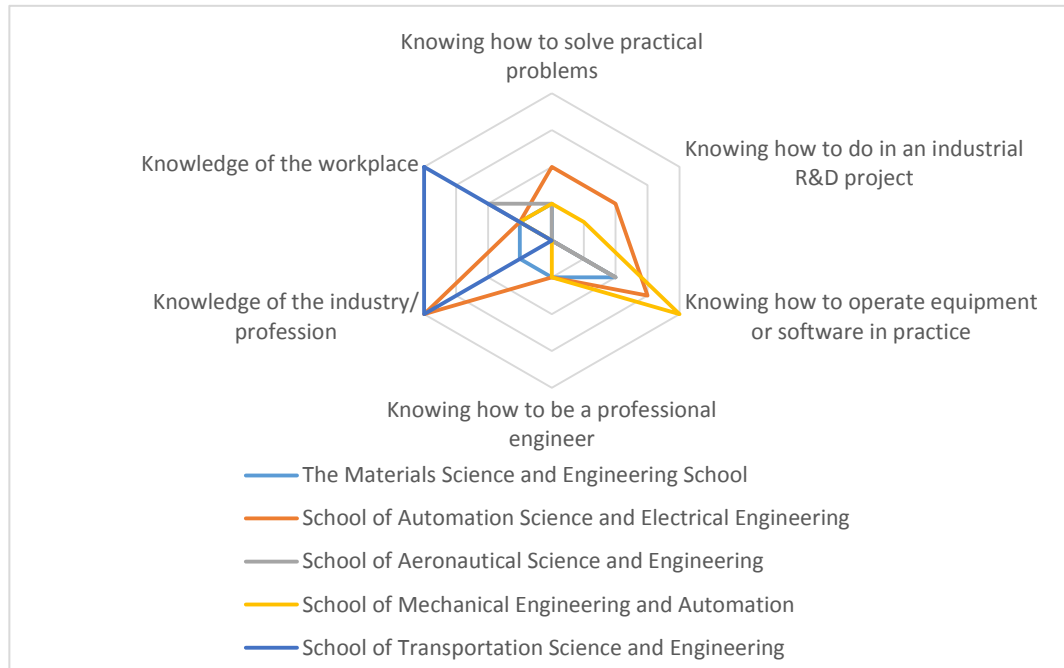 Knowing how to solve practical
problems
Knowing how to do in an industrial
R&D project
Knowledge of the workplace
Knowledge of the industry/
profession
Knowing how to operate equipment
or software in practice
Knowing how to be a professional
engineer
The Materials Science and Engineering School
School of Automation Science and Electrical Engineering
School of Aeronautical Science and Engineering
School of Mechanical Engineering and Automation
School of Transportation Science and Engineering